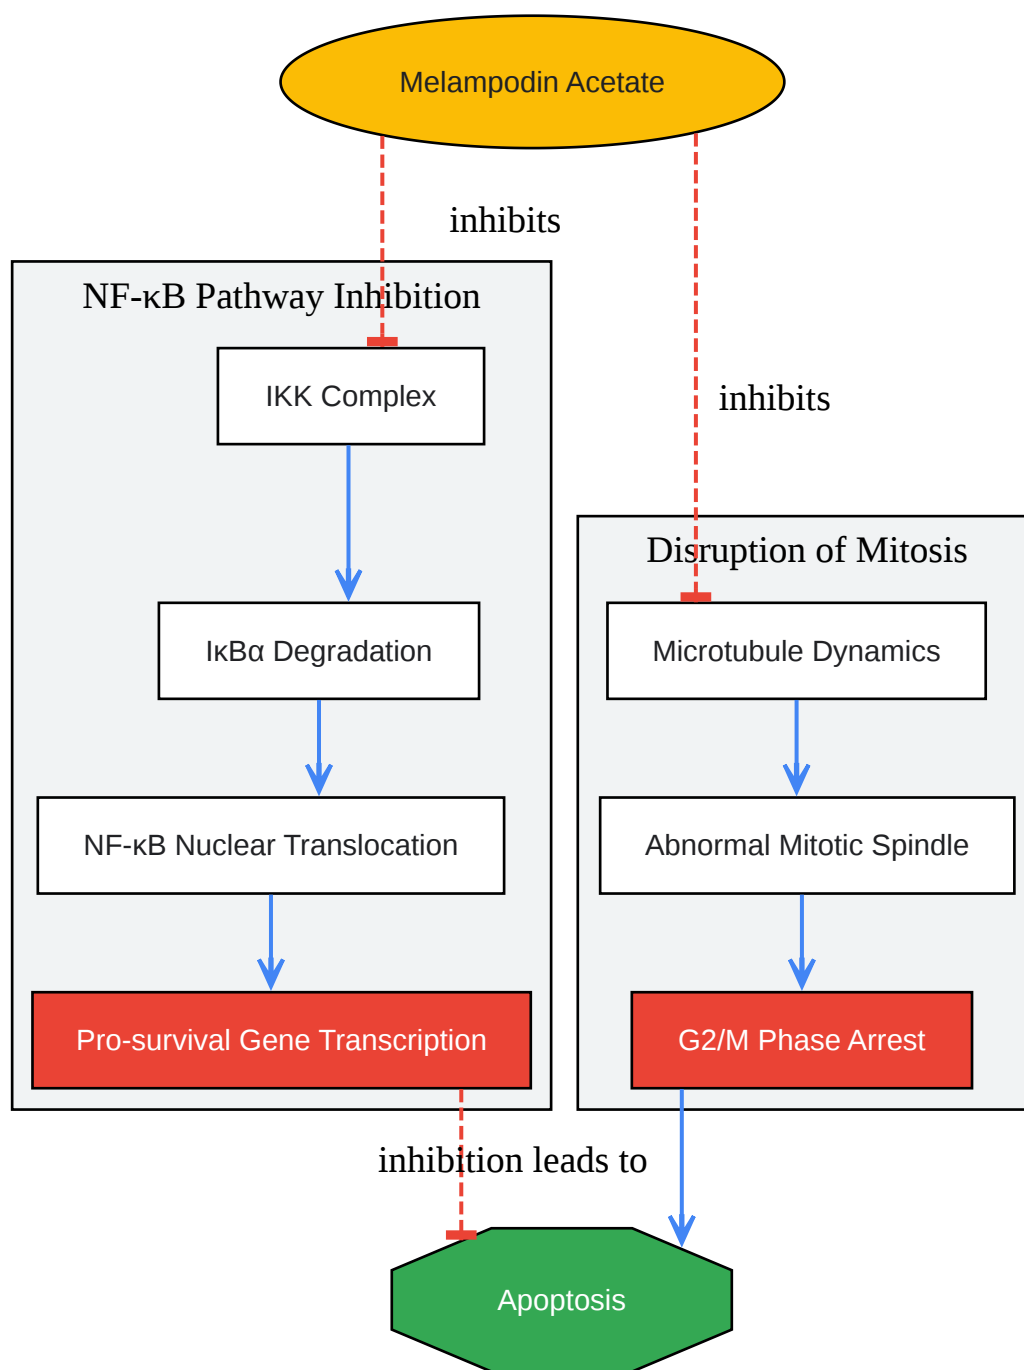 Melampodin Acetate
inhibits
NF-κB Pathway Inhibition
IKK Complex
inhibits
Disruption of Mitosis
IκBα Degradation
Microtubule Dynamics
NF-κB Nuclear Translocation
Abnormal Mitotic Spindle
Pro-survival Gene Transcription
G2/M Phase Arrest
inhibition leads to
Apoptosis